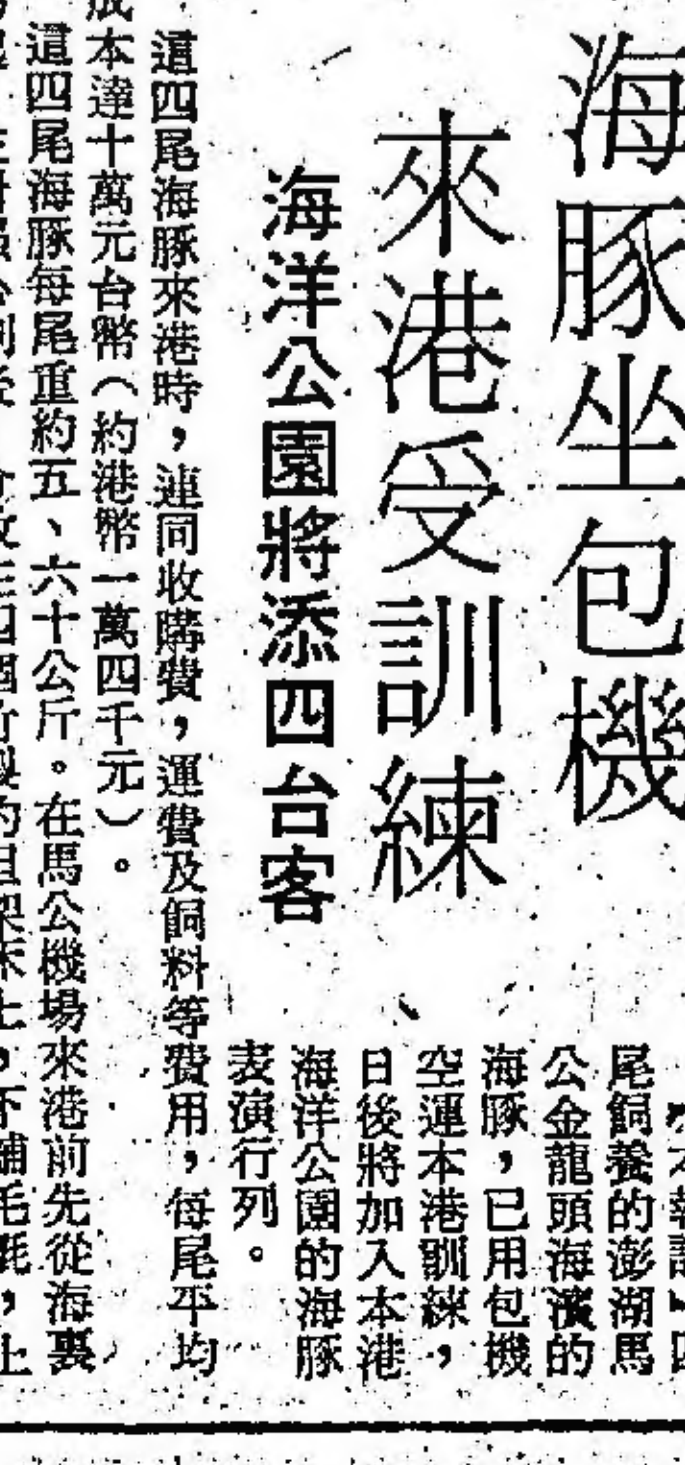 海豚坐包機
來港受訓練
海洋公園將添四台客
本報訊】四
尾飼養的澎湖馬
公金龍頭海濱的
海豚，已用包機
空運本港訓練，
日後將加入本港
海洋公園的海豚
表演行列。
這四尾海豚來港時，連同收購費，運費及飼料等費用，每尾平均
成本達十萬元台幣（約港幣一萬四千元）。
這四尾海豚每尾重約五、六十公斤。在馬公機場來港前先從海裏